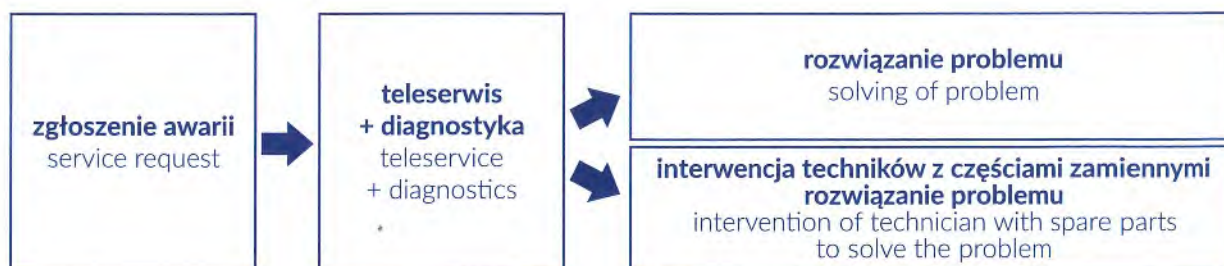 zgłoszenie awarii
service request
teleserwis
+ diagnostyka
teleservice
+ diagnostics
rozwiązanie problemu
solving of problem
interwencja techników z częściami zamiennymi
rozwiązanie problemu
intervention of technician with spare parts
to solve the problem